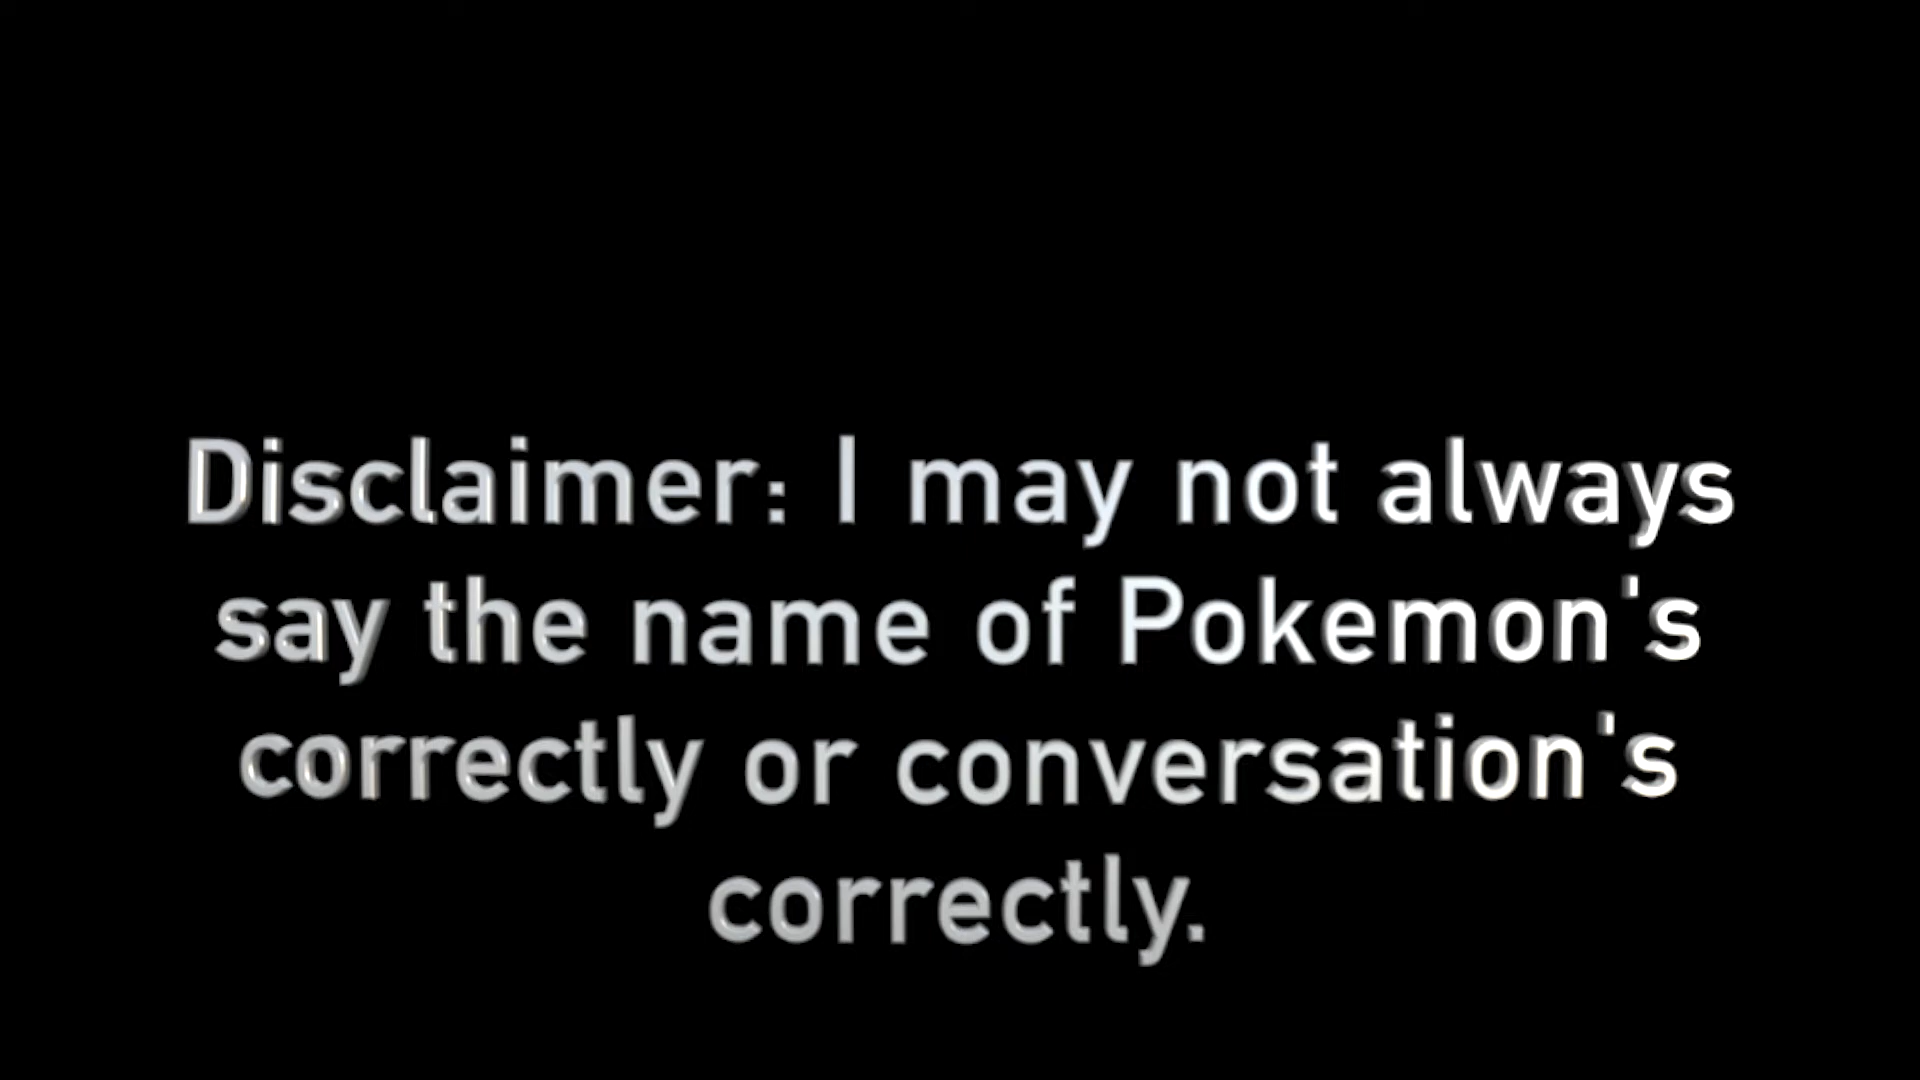 Disclaimer: I may not always
say the name of Pokemon's
correctly or conversation's
correctly.